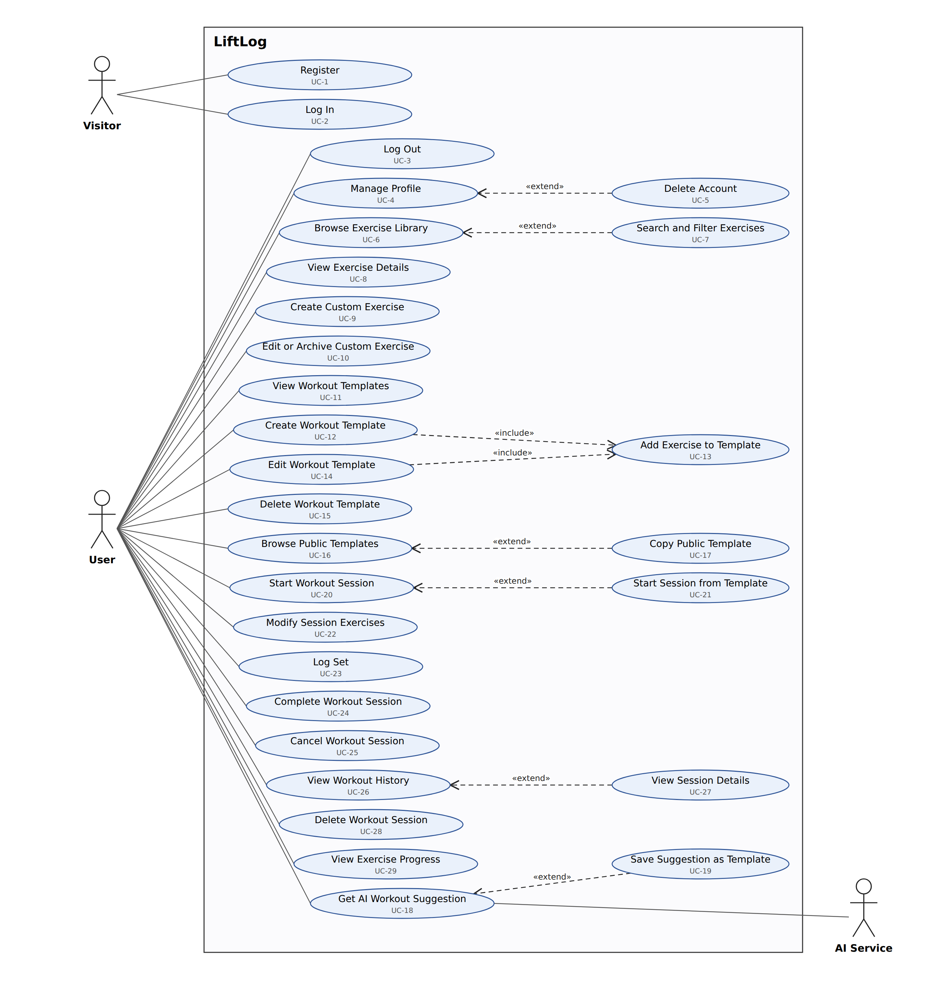 LiftLog
Visitor
Register
UC-1
Log In
UC-2
Log Out
UC-3
Manage Profile
UC-4
«extend»
Delete Account
UC-5
Browse Exercise Library
UC-6
«extend»
Search and Filter Exercises
UC-7
View Exercise Details
UC-8
Create Custom Exercise
UC-9
Edit or Archive Custom Exercise
UC-10
View Workout Templates
UC-11
Create Workout Template
UC-12
«include»
Add Exercise to Template
UC-13
«include»
Edit Workout Template
UC-14
Delete Workout Template
UC-15
User
Browse Public Templates
UC-16
«extend»
Copy Public Template
UC-17
Start Workout Session
UC-20
«extend»
Start Session from Template
UC-21
Modify Session Exercises
UC-22
Log Set
UC-23
Complete Workout Session
UC-24
Cancel Workout Session
UC-25
View Workout History
UC-26
«extend»
View Session Details
UC-27
Delete Workout Session
UC-28
View Exercise Progress
UC-29
Save Suggestion as Template
UC-19
«extend»
Get AI Workout Suggestion
UC-18
AI Service